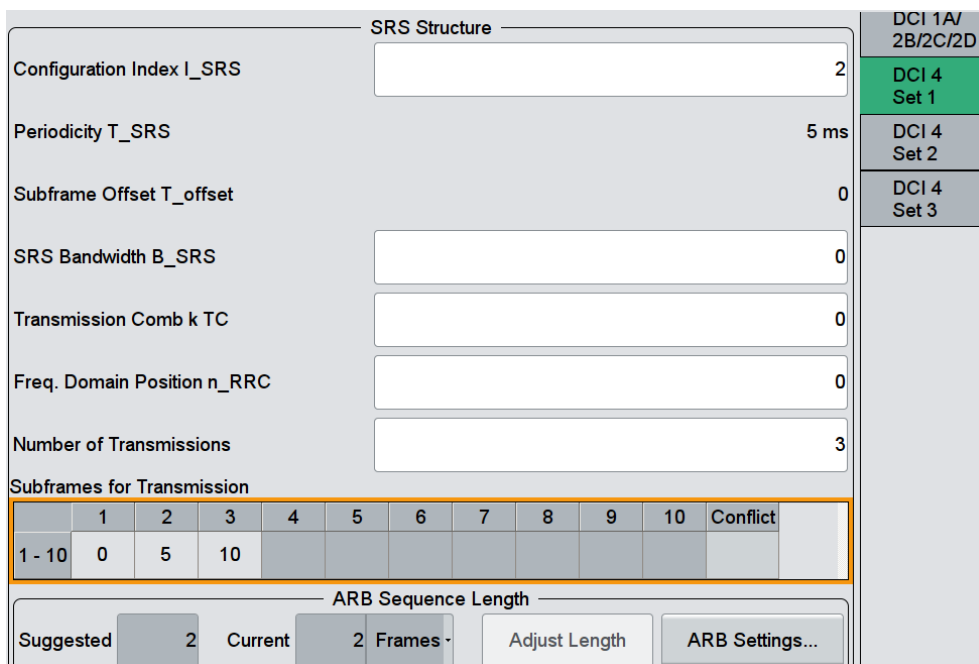 SRS Structure
Configuration Index I_SRS 2
Periodicity T_SRS 5 ms
Subframe Offset T_offset 0
SRS Bandwidth B_SRS 0
Transmission Comb k TC 0
Freq. Domain Position n_RRC 0
Number of Transmissions 3
Subframes for Transmission
1 2 3 4 5 6 7 8 9 10 Conflict
1 - 10 0 5 10
ARB Sequence Length
Suggested 2 Current 2 Frames Adjust Length ARB Settings...
DCI 1A/
2B/2C/2D
DCI 4
Set 1
DCI 4
Set 2
DCI 4
Set 3